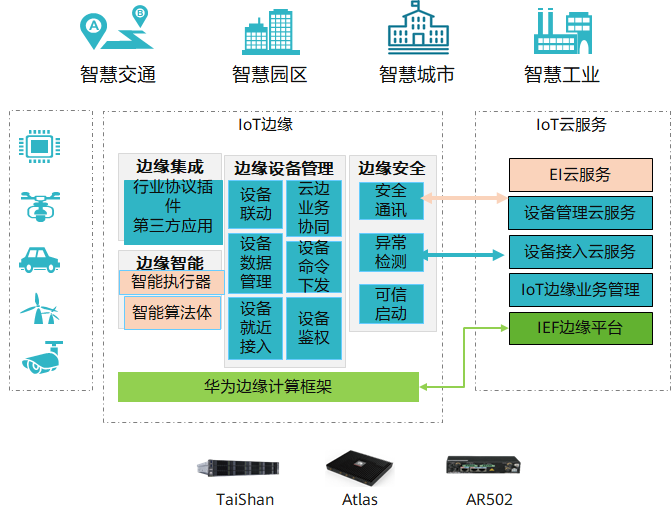 A
B
智慧交通
智慧园区
智慧城市
智慧工业
IoT边缘
IoT云服务
边缘集成
行业协议插
件
第三方应用
边缘智能
智能执行器
智能算法体
边缘设备管理
设备
联动
云边
业务
协同
设备
数据
管理
设备
命令
下发
设备
就近
接入
设备
鉴权
边缘安全
安全
通讯
异常
检测
可信
启动
华为边缘计算框架
EI云服务
设备管理云服务
设备接入云服务
IoT边缘业务管理
IEF边缘平台
TaiShan
Atlas
AR502